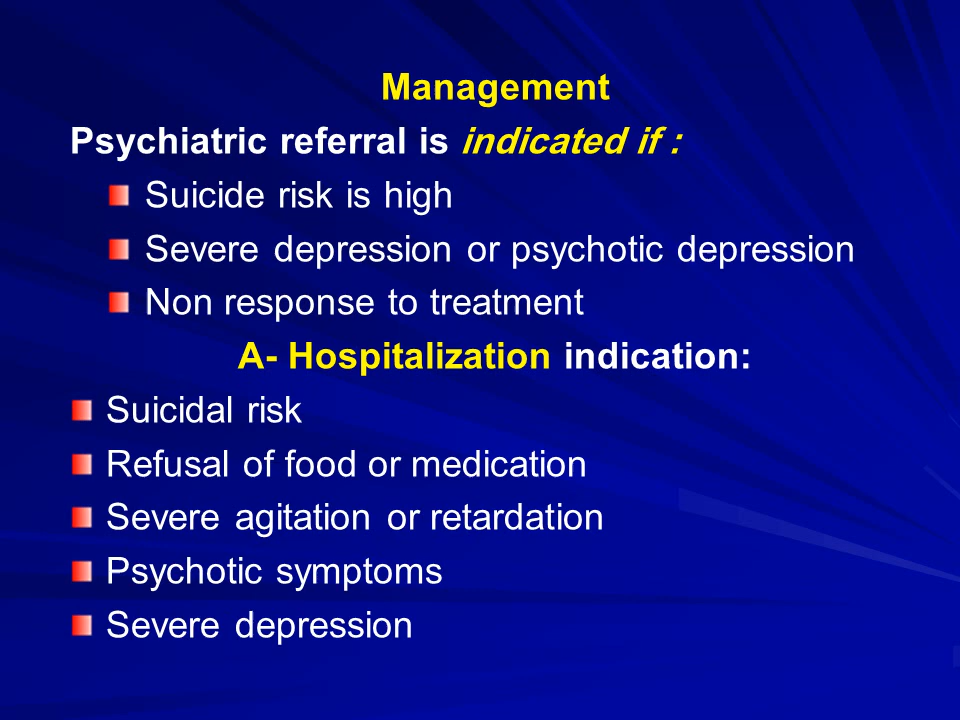 Management
Psychiatric referral is indicated if :
Suicide risk is high
Severe depression or psychotic depression
Non response to treatment
A- Hospitalization indication:
Suicidal risk
Refusal of food or medication
Severe agitation or retardation
Psychotic symptoms
Severe depression